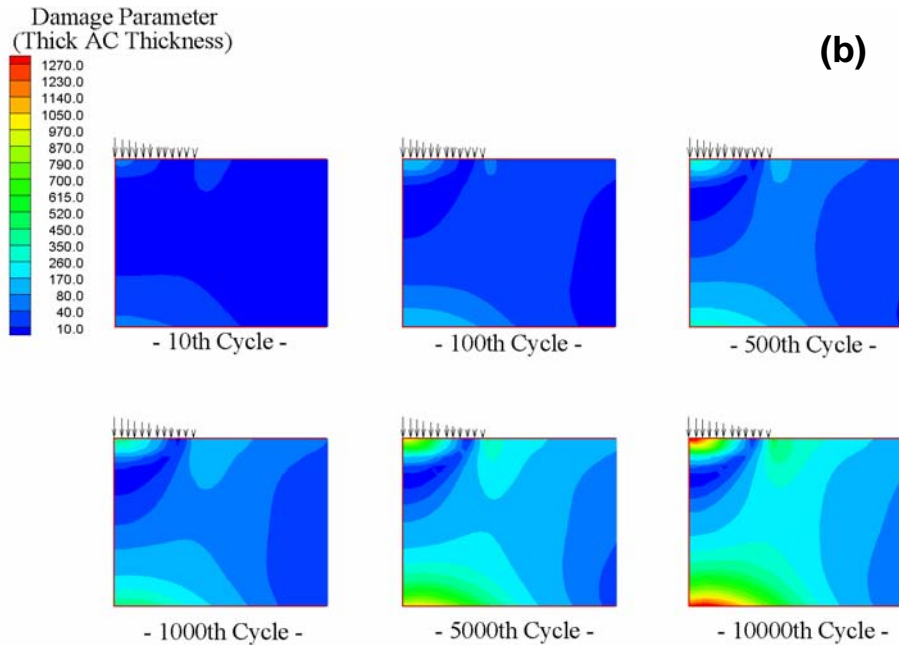 Damage Parameter
(Thick AC Thickness)
(b)
1270.0
1230.0
1140.0
1050.0
970.0
870.0
790.0
700.0
615.0
520.0
450.0
350.0
260.0
170.0
80.0
40.0
10.0
- 10th Cycle -
- 100th Cycle -
- 500th Cycle -
- 1000th Cycle -
- 5000th Cycle -
- 10000th Cycle -